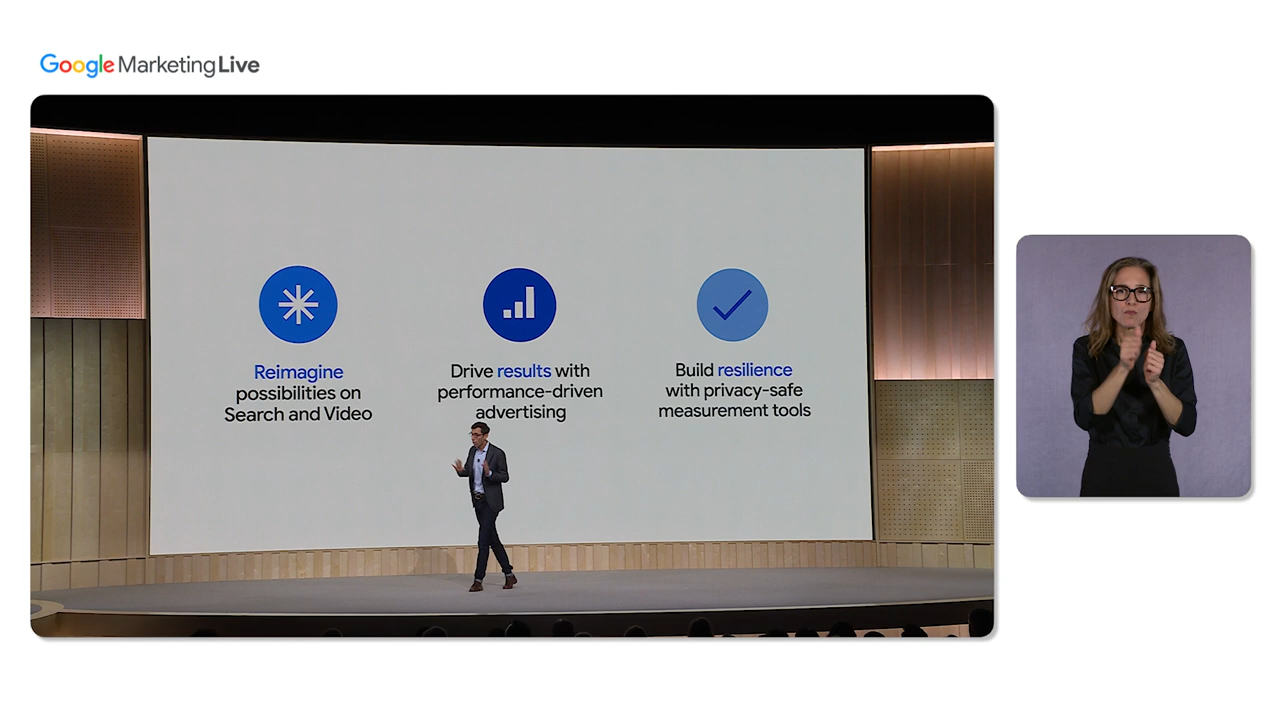 Google Marketing Live
Reimagine
possibilities on
Search and Video
Drive results with
performance-driven
advertising
Build resilience
with privacy-safe
measurement tools